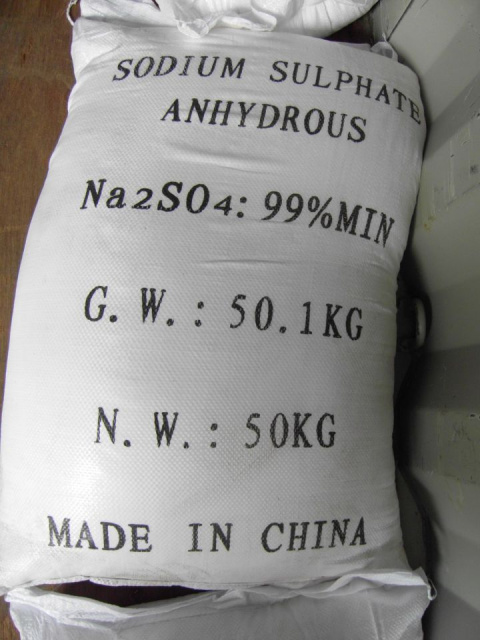 SODIUM SULPHATE
ANHYDROUS
Na2SO4: 99%MIN
G. W. : 50.1KG
N. W. : 50KG
MADE IN CHINA